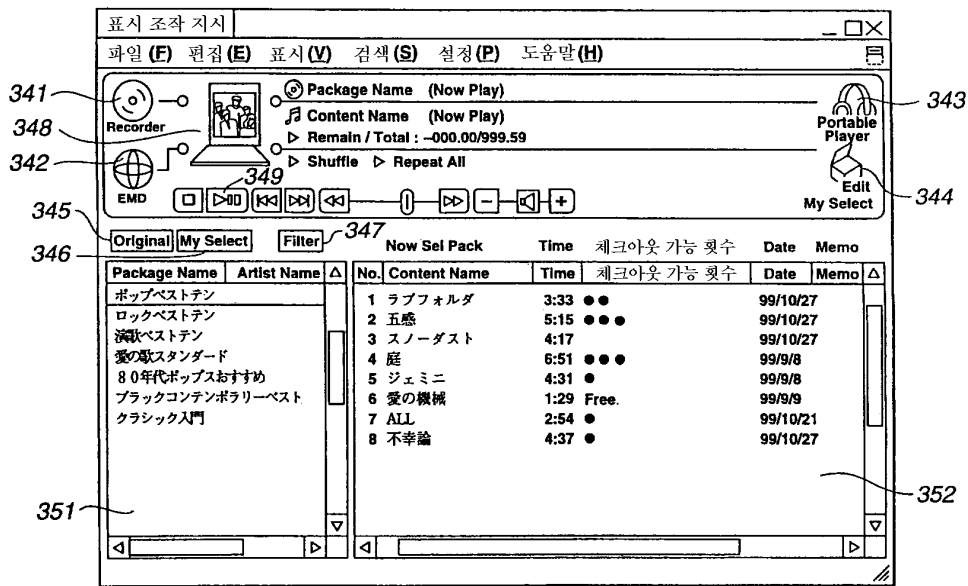 표시 조작 지시
파일 (F) 편집 (E) 표시 (V) 검색 (S) 설정 (P) 도움말 (H)
341
348
342
Recorder
EMD
Package Name (Now Play)
Content Name (Now Play)
Remain / Total : --000.00/999.59
Shuffle Repeat All
343
Portable
Player
344
Edit
My Select
349
345
346
347
Original My Select Filter
Now Sel Pack Time 체크아웃 가능 횟수 Date Memo
Package Name Artist Name
ポップベストテン
ロックベストテン
演歌ベストテン
愛の歌スタンダード
80年代ポップスおすすめ
ブラックコンテンポラリーベスト
クラシック入門
351
No. Content Name Time 체크아웃 가능 횟수 Date Memo
1 ラブフォルダ 3:33 ●● 99/10/27
2 五感 5:15 ●●● 99/10/27
3 スノーダスト 4:17 99/10/27
4 庭 6:51 ●●● 99/9/8
5 ジェミニ 4:31 ● 99/9/8
6 愛の機械 1:29 Free. 99/9/9
7 ALL 2:54 ● 99/10/21
8 不幸論 4:37 ● 99/10/27
352